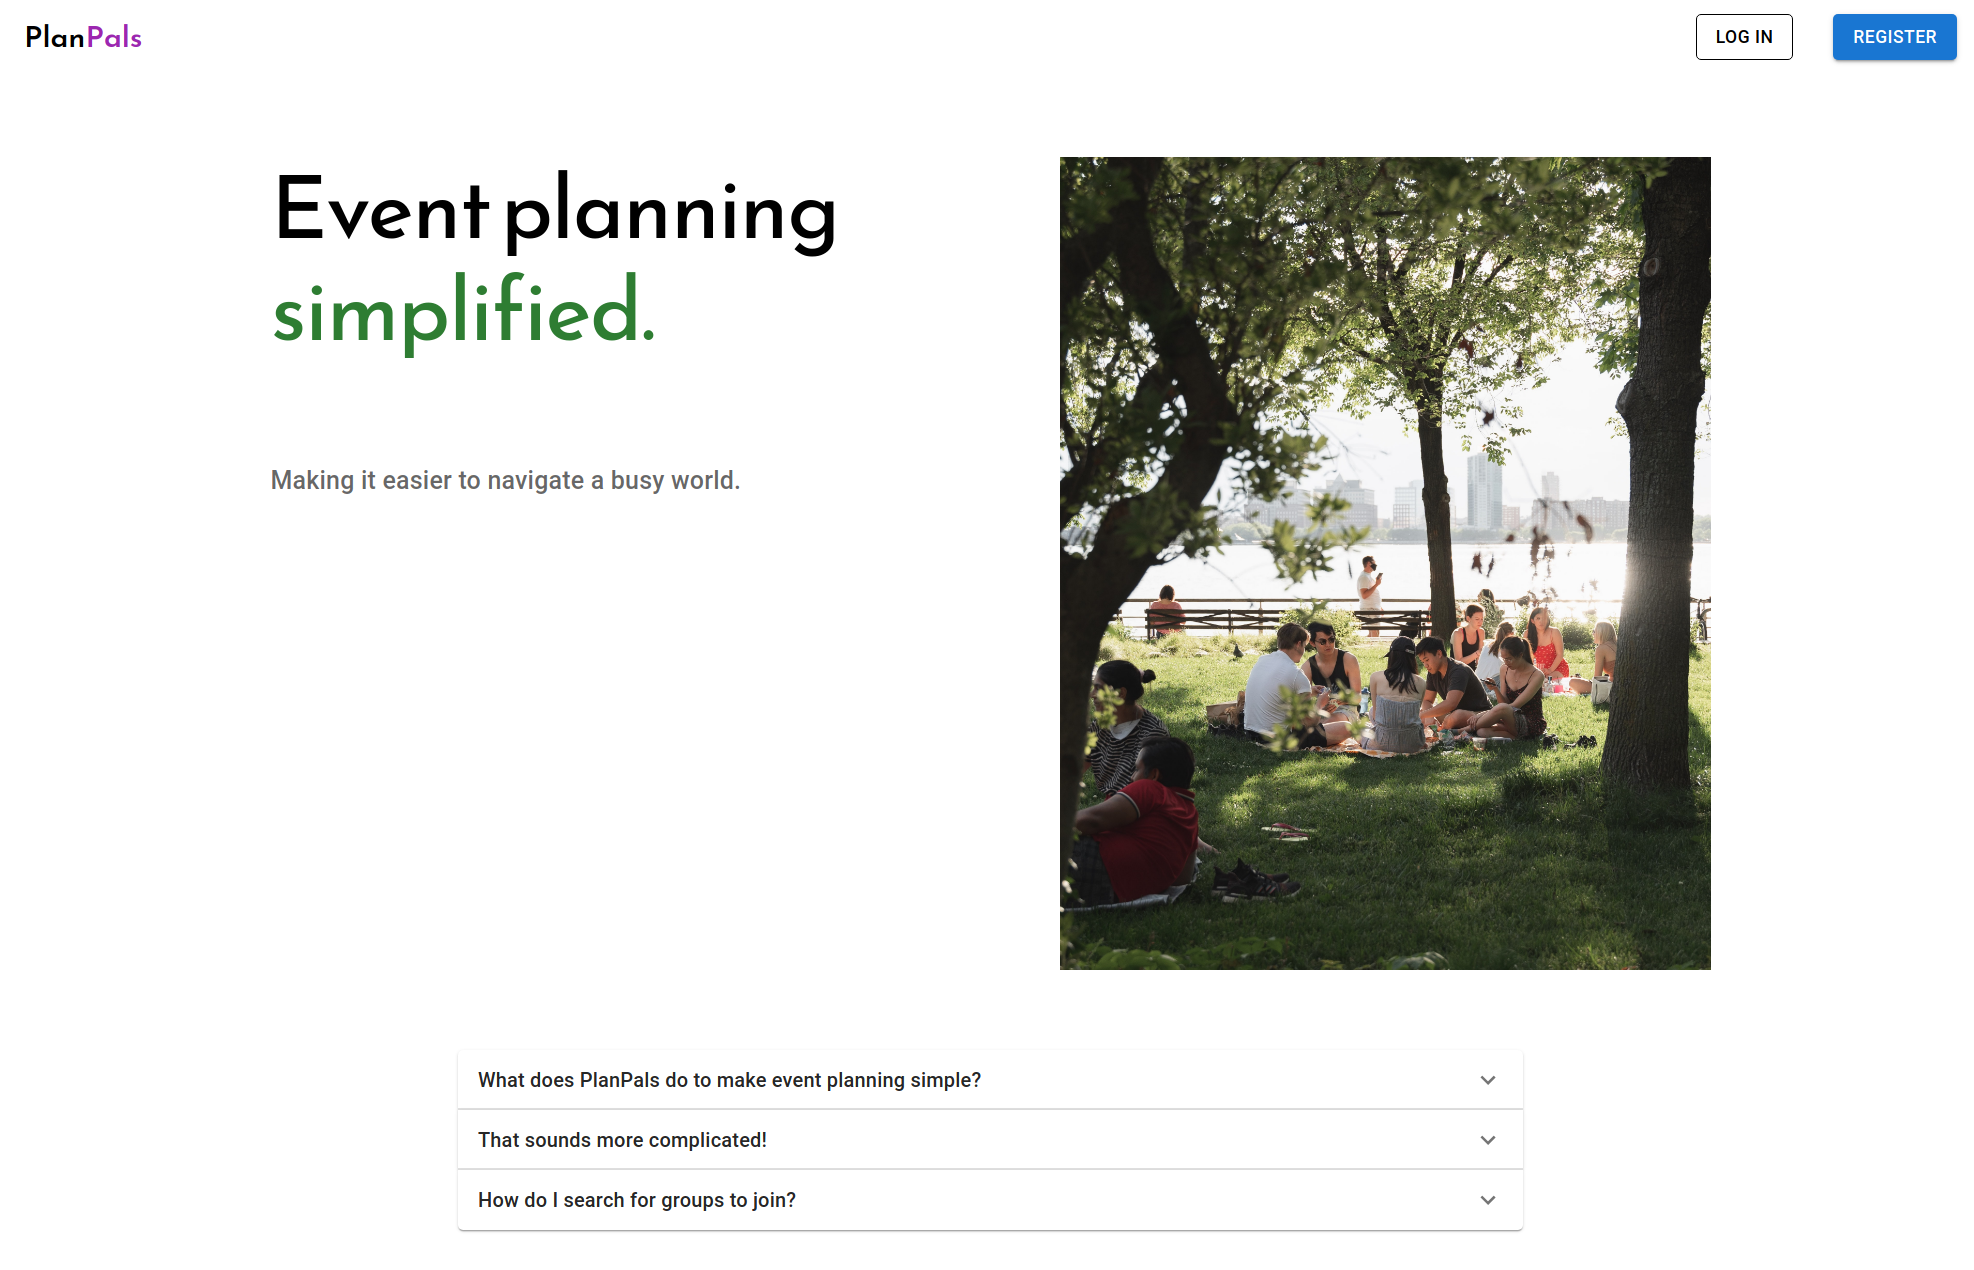 PlanPals
LOG IN
REGISTER
Event planning
simplified.
Making it easier to navigate a busy world.
What does PlanPals do to make event planning simple?
That sounds more complicated!
How do I search for groups to join?